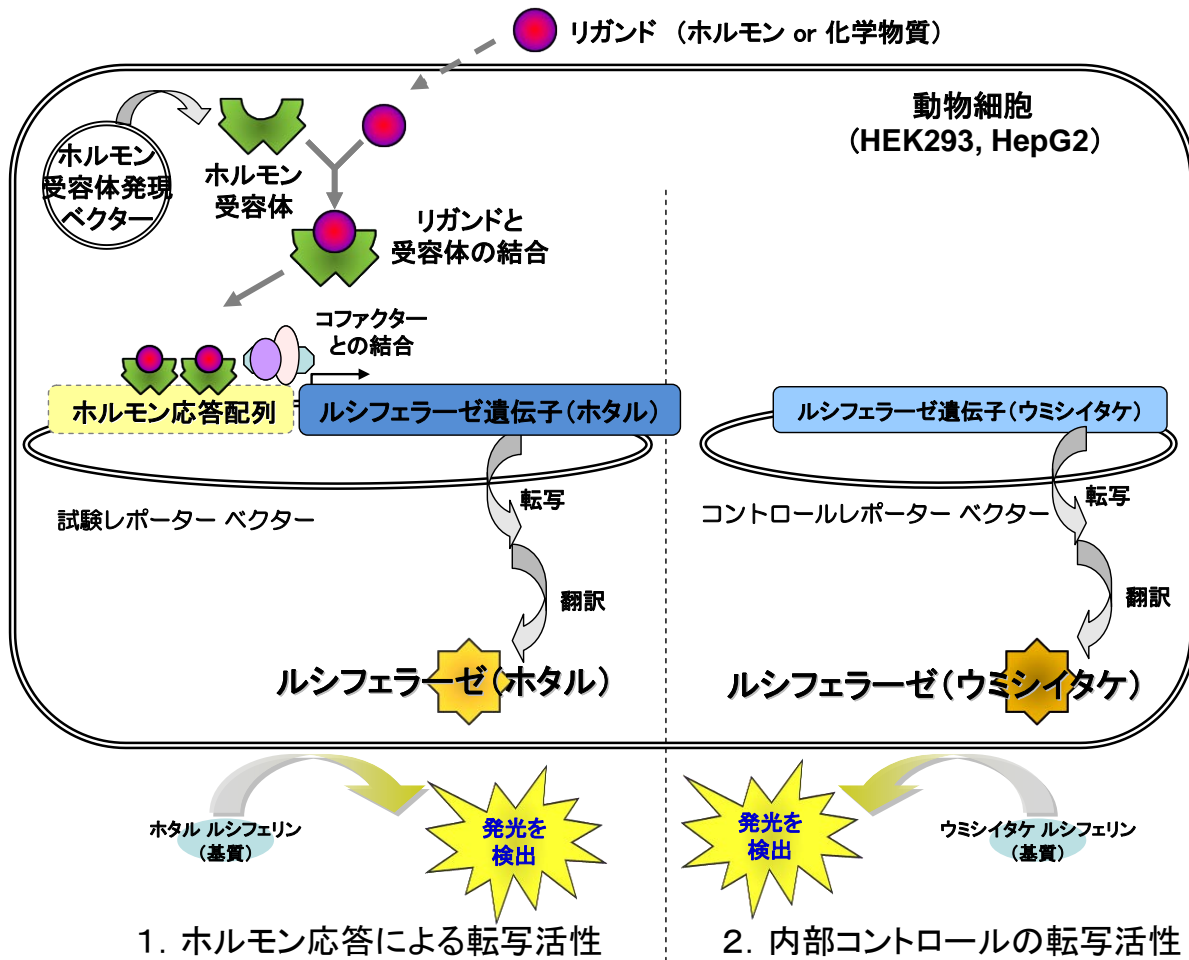 リガンド （ホルモン or 化学物質）
動物細胞
（HEK293, HepG2）
ホルモン
受容体発現
ベクター
ホルモン
受容体
リガンドと
受容体の結合
コファクター
との結合
ホルモン応答配列
ルシフェラーゼ遺伝子（ホタル）
転写
試験レポーター ベクター
翻訳
ルシフェラーゼ（ホタル）
ルシフェラーゼ遺伝子（ウミシイタケ）
転写
コントロールレポーター ベクター
翻訳
ルシフェラーゼ（ウミシイタケ）
ホタル ルシフェリン
（基質）
発光を
検出
発光を
検出
ウミシイタケ ルシフェリン
（基質）
１．ホルモン応答による転写活性
２．内部コントロールの転写活性